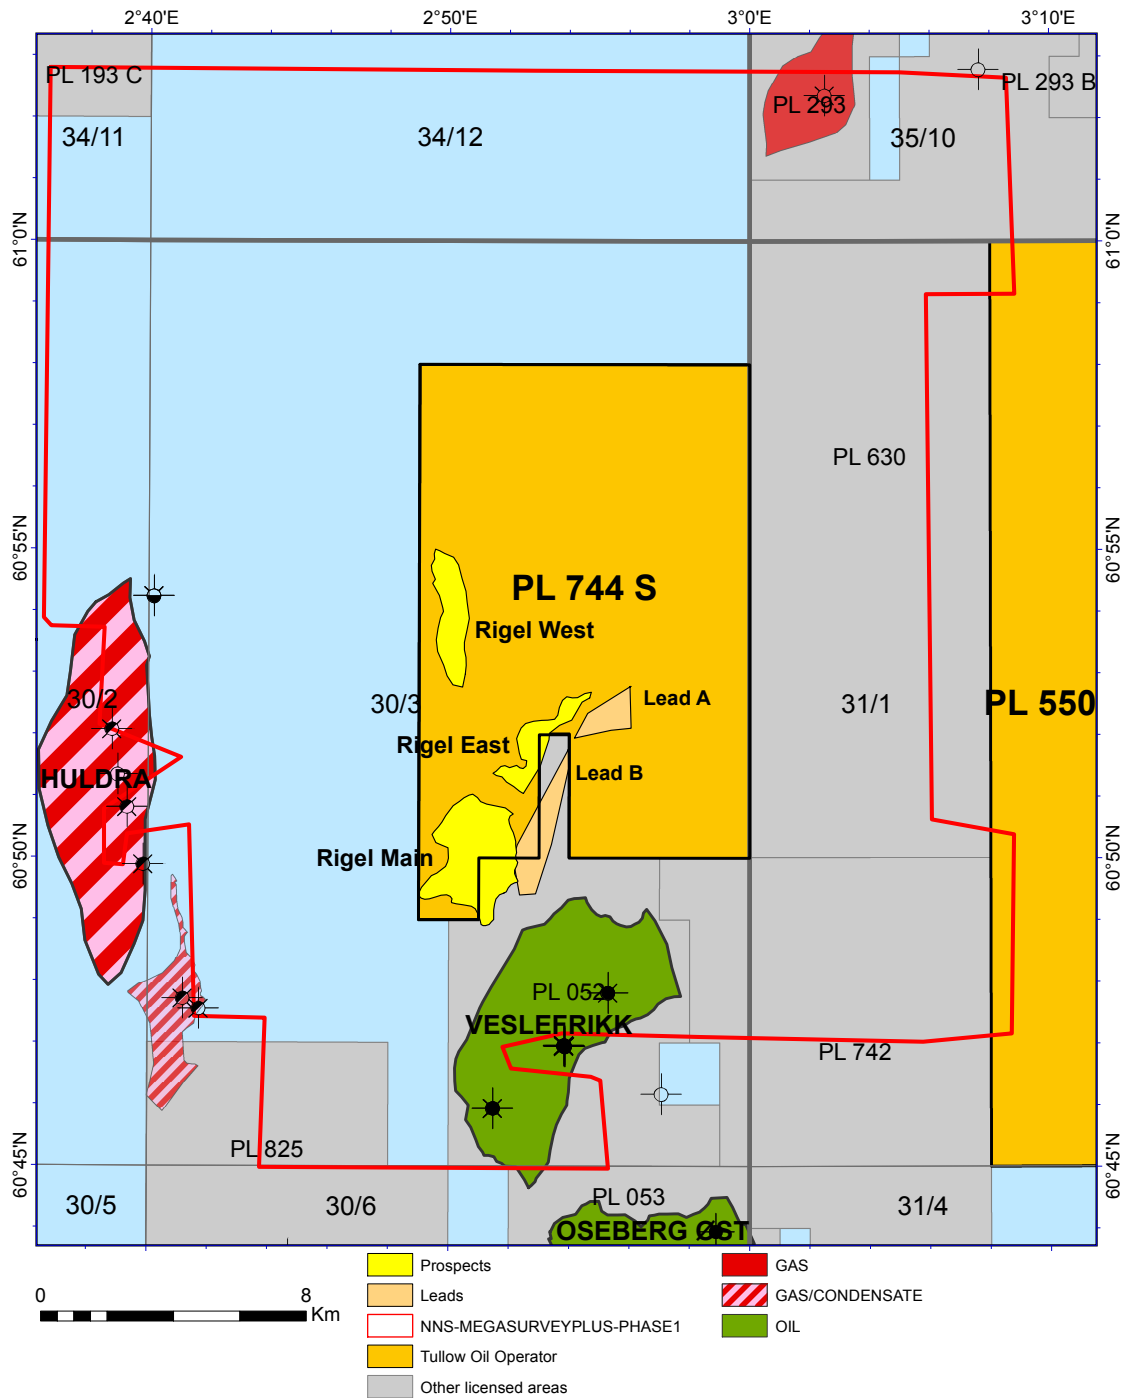 2°40'E
2°50'E
3°0'E
3°10'E
PL 193 C
PL 293
PL 293 B
34/11
34/12
35/10
61°0'N
61°0'N
PL 630
60°55'N
60°55'N
PL 744 S
Rigel West
30/2
30/3
Lead A
31/1
PL 550
Rigel East
HULDRA
Lead B
60°50'N
60°50'N
Rigel Main
PL 052
VESLEFRIKK
PL 742
PL 825
60°45'N
60°45'N
30/5
30/6
PL 053
31/4
OSEBERG ØST
0
8
Km
Prospects
Leads
NNS-MEGASURVEYPLUS-PHASE1
Tullow Oil Operator
Other licensed areas
GAS
GAS/CONDENSATE
OIL